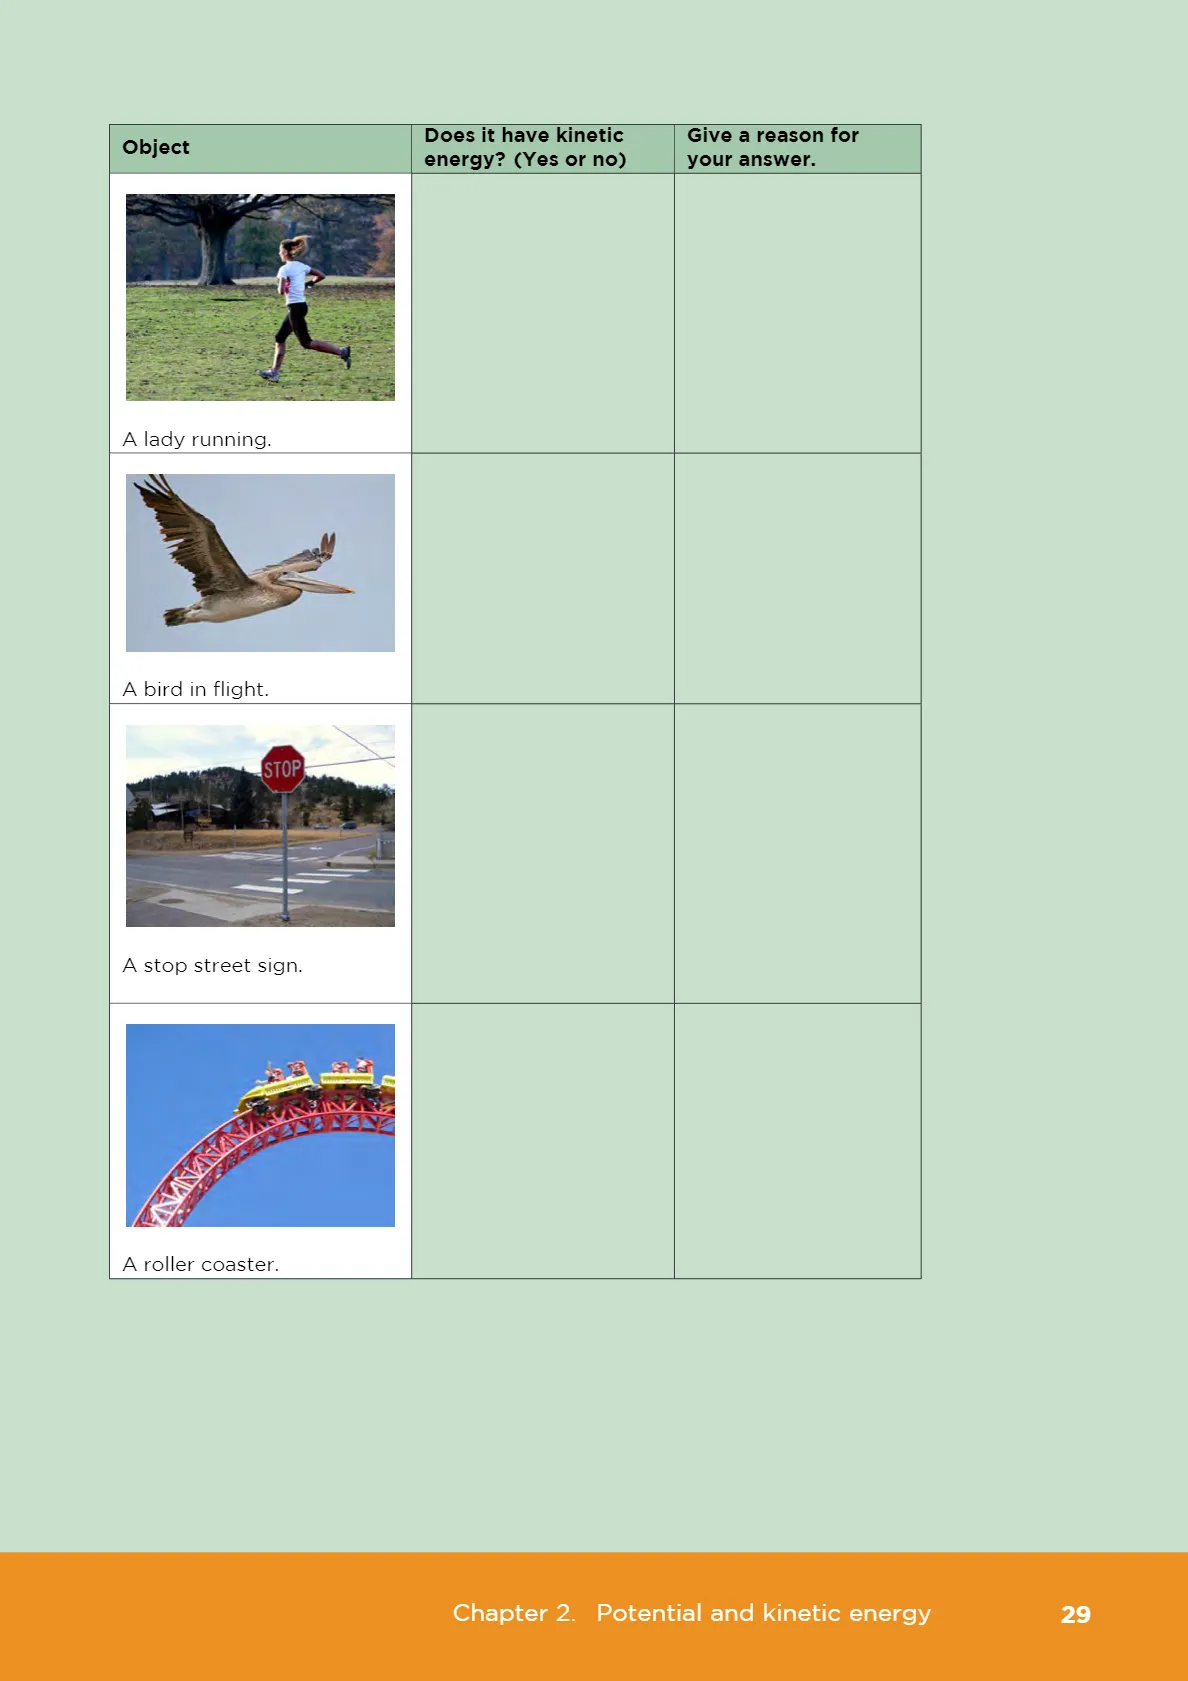 Object
Does it have kinetic
energy? (Yes or no)
Give a reason for
your answer.
A lady running.
A bird in flight.
STOP
A stop street sign.
A roller coaster.
Chapter 2. Potential and kinetic energy
29